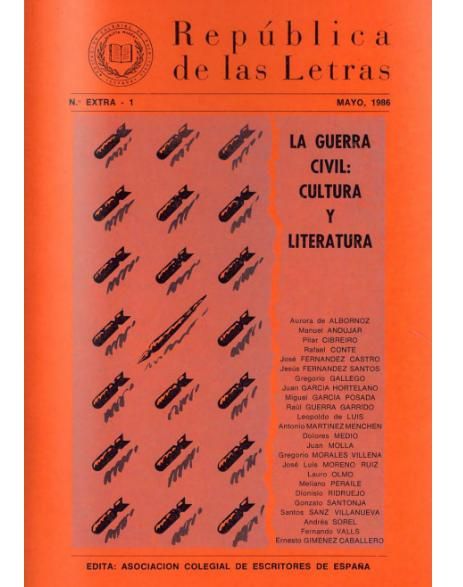 República
de las Letras
N.º EXTRA - 1
MAYO, 1986
LA GUERRA
CIVIL:
CULTURA
Y
LITERATURA
Aurora de ALBORNOZ
Manuel ANDUJAR
Pilar CIBREIRO
Rafael CONTE
José FERNANDEZ CASTRO
Jesús FERNANDEZ SANTOS
Gregorio GALLEGO
Juan GARCIA HORTELANO
Miguel GARCIA POSADA
Raúl GUERRA GARRIDO
Leopoldo de LUIS
Antonio MARTINEZ MENCHEN
Dolores MEDIO
Juan MOLLA
Gregorio MORALES VILLENA
José Luis MORENO RUIZ
Lauro OLMO
Meliano PERAILE
Dionisio RIDRUEJO
Gonzalo SANTONJA
Santos SANZ VILLANUEVA
Andrés SOREL
Fernando VALLS
Ernesto GIMENEZ CABALLERO
EDITA: ASOCIACION COLEGIAL DE ESCRITORES DE ESPAÑA